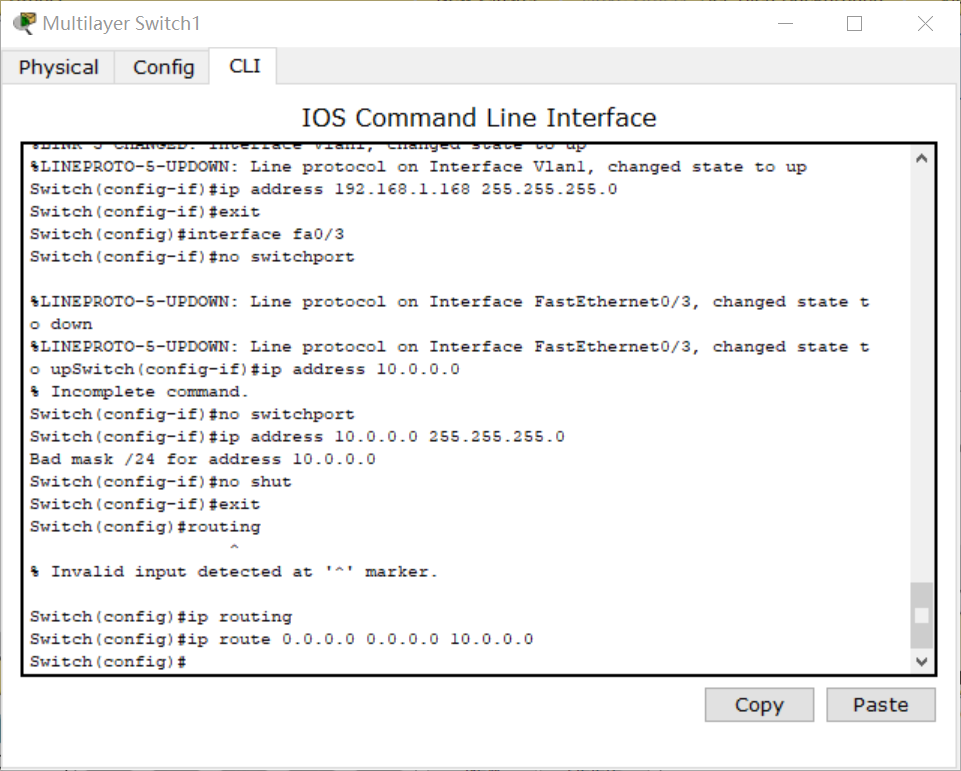 Multilayer Switch1
Physical Config CLI
IOS Command Line Interface
%LINK-5-CHANGED: Interface Vlan1, changed state to up
%LINEPROTO-5-UPDOWN: Line protocol on Interface Vlan1, changed state to up
Switch(config-if)#ip address 192.168.1.168 255.255.255.0
Switch(config-if)#exit
Switch(config)#interface fa0/3
Switch(config-if)#no switchport
%LINEPROTO-5-UPDOWN: Line protocol on Interface FastEthernet0/3, changed state t
o down
%LINEPROTO-5-UPDOWN: Line protocol on Interface FastEthernet0/3, changed state t
o upSwitch(config-if)#ip address 10.0.0.0
% Incomplete command.
Switch(config-if)#no switchport
Switch(config-if)#ip address 10.0.0.0 255.255.255.0
Bad mask /24 for address 10.0.0.0
Switch(config-if)#no shut
Switch(config-if)#exit
Switch(config)#routing
^
% Invalid input detected at '^' marker.
Switch(config)#ip routing
Switch(config)#ip route 0.0.0.0 0.0.0.0 10.0.0.0
Switch(config)#
Copy Paste